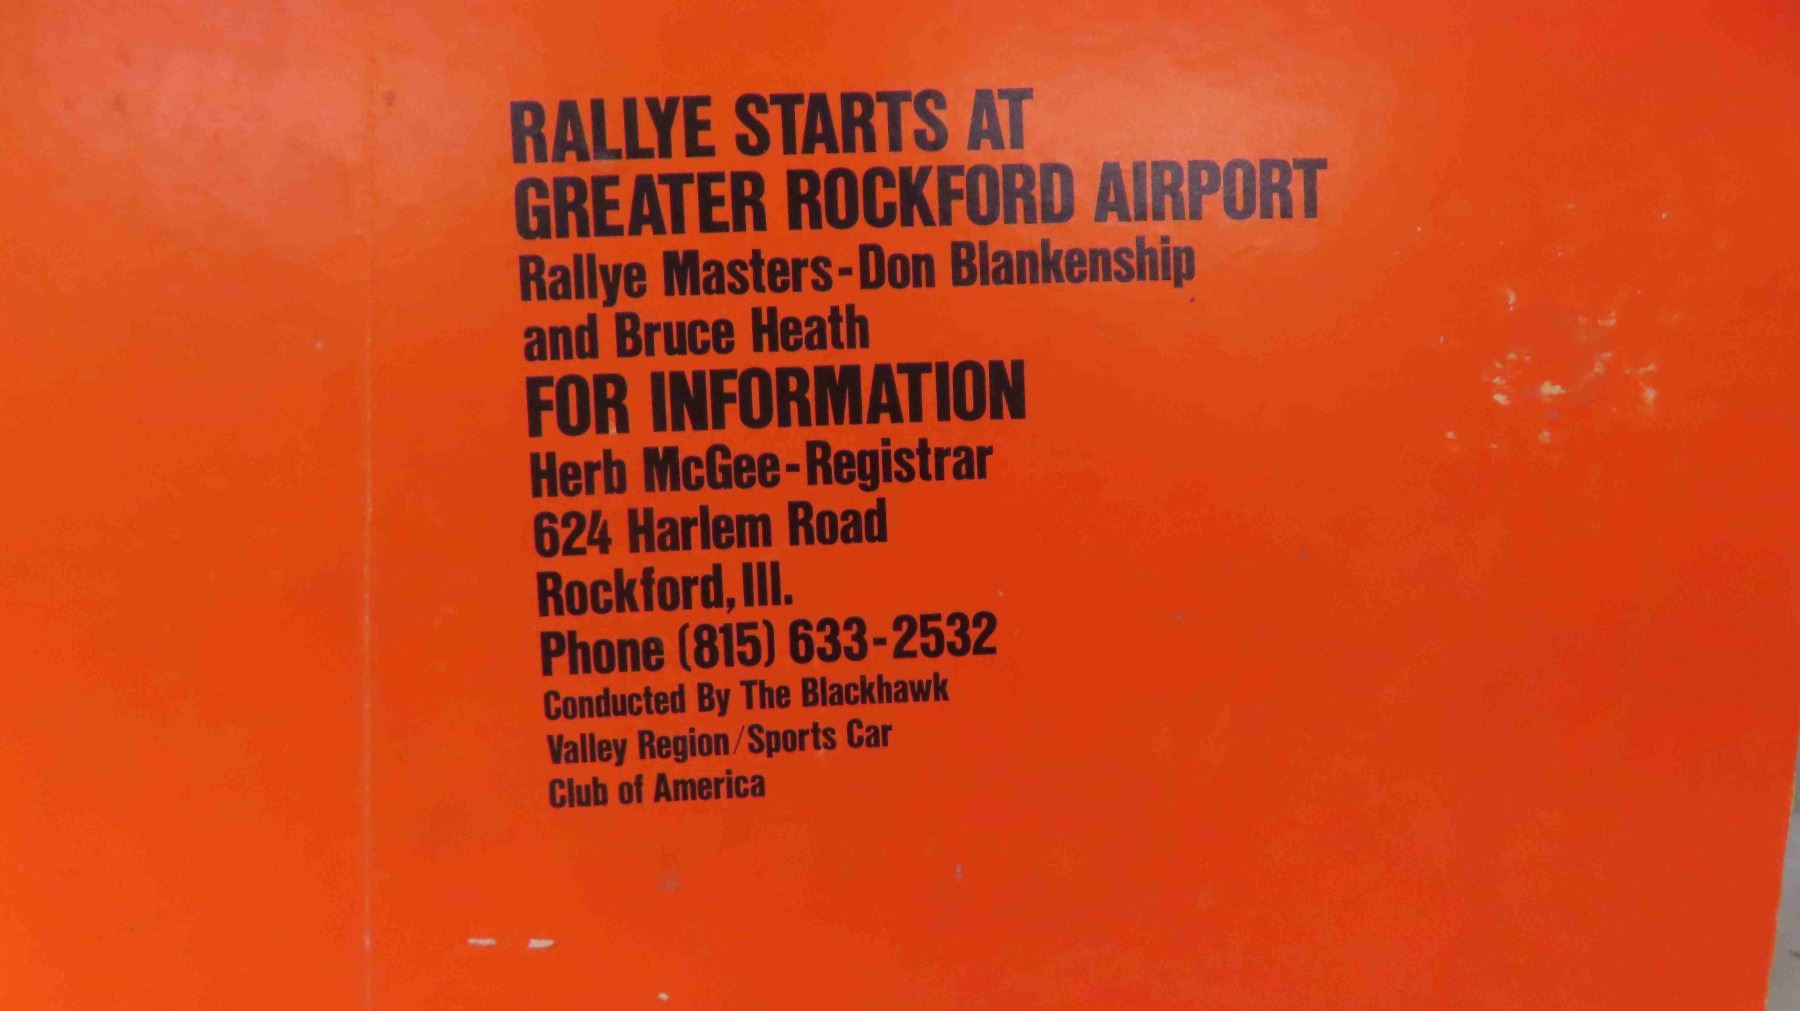 RALLYE STARTS AT
GREATER ROCKFORD AIRPORT
Rallye Masters-Don Blankenship
and Bruce Heath
FOR INFORMATION
Herb McGee-Registrar
624 Harlem Road
Rockford, Ill.
Phone (815) 633-2532
Conducted By The Blackhawk
Valley Region/Sports Car
Club of America